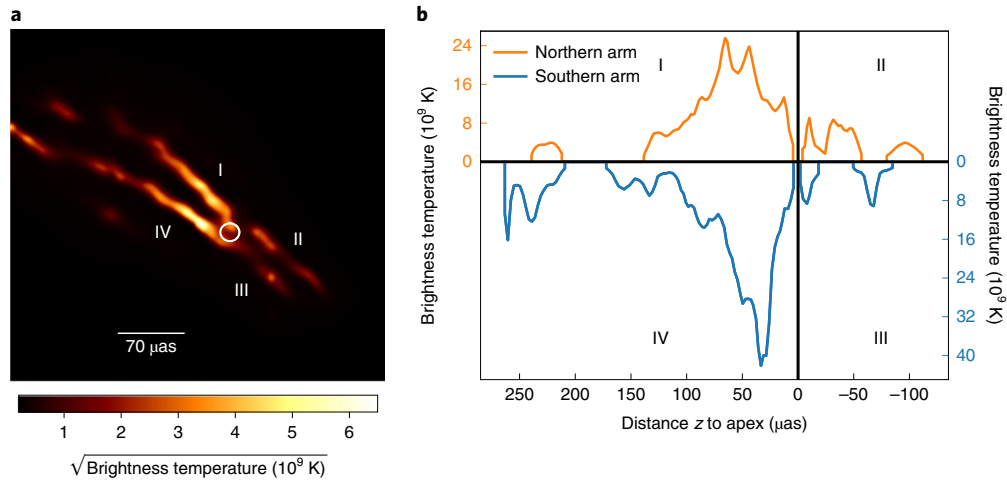 a
I
II
III
IV
70 μas
1 2 3 4 5 6
√Brightness temperature (10⁹ K)
b
Northern arm
Southern arm
I
II
IV
III
Brightness temperature (10⁹ K)
24
16
8
0
0
8
16
24
32
40
Brightness temperature (10⁹ K)
250 200 150 100 50 0 −50 −100
Distance z to apex (μas)